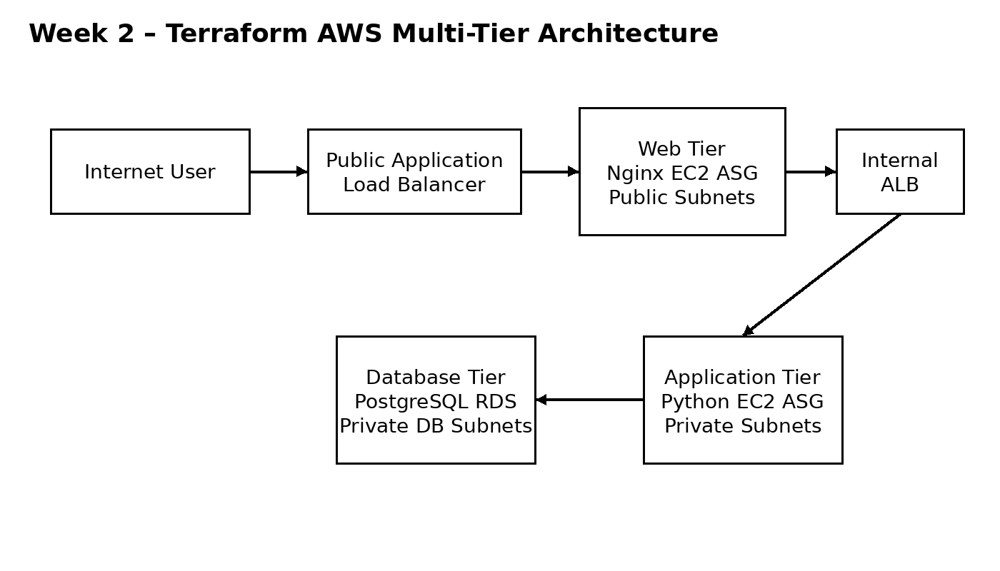 Week 2 – Terraform AWS Multi-Tier Architecture
Internet User
Public Application
Load Balancer
Web Tier
Nginx EC2 ASG
Public Subnets
Internal
ALB
Application Tier
Python EC2 ASG
Private Subnets
Database Tier
PostgreSQL RDS
Private DB Subnets